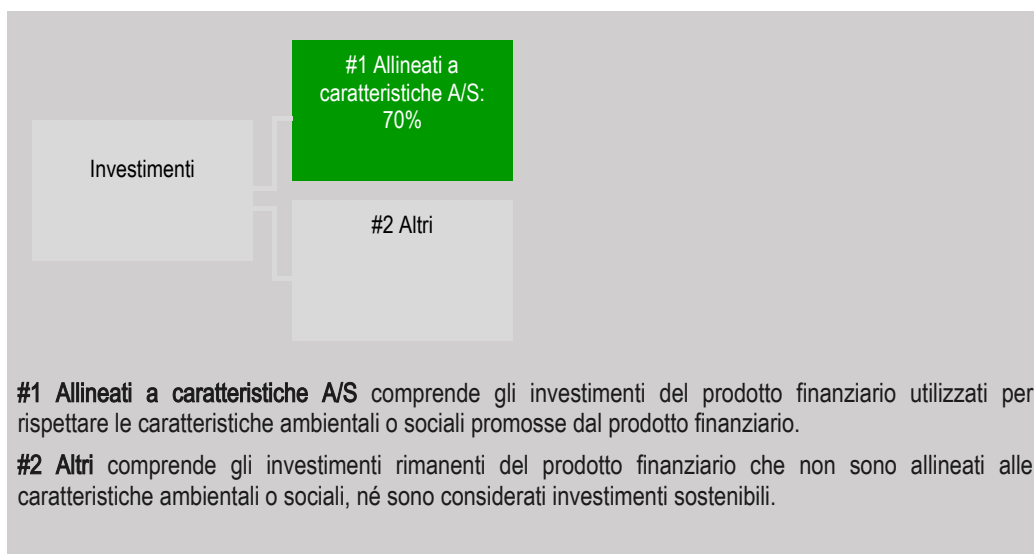 #1 Allineati a
caratteristiche A/S:
70%
Investimenti
#2 Altri
#1 Allineati a caratteristiche A/S comprende gli investimenti del prodotto finanziario utilizzati per
rispettare le caratteristiche ambientali o sociali promosse dal prodotto finanziario.
#2 Altri comprende gli investimenti rimanenti del prodotto finanziario che non sono allineati alle
caratteristiche ambientali o sociali, né sono considerati investimenti sostenibili.